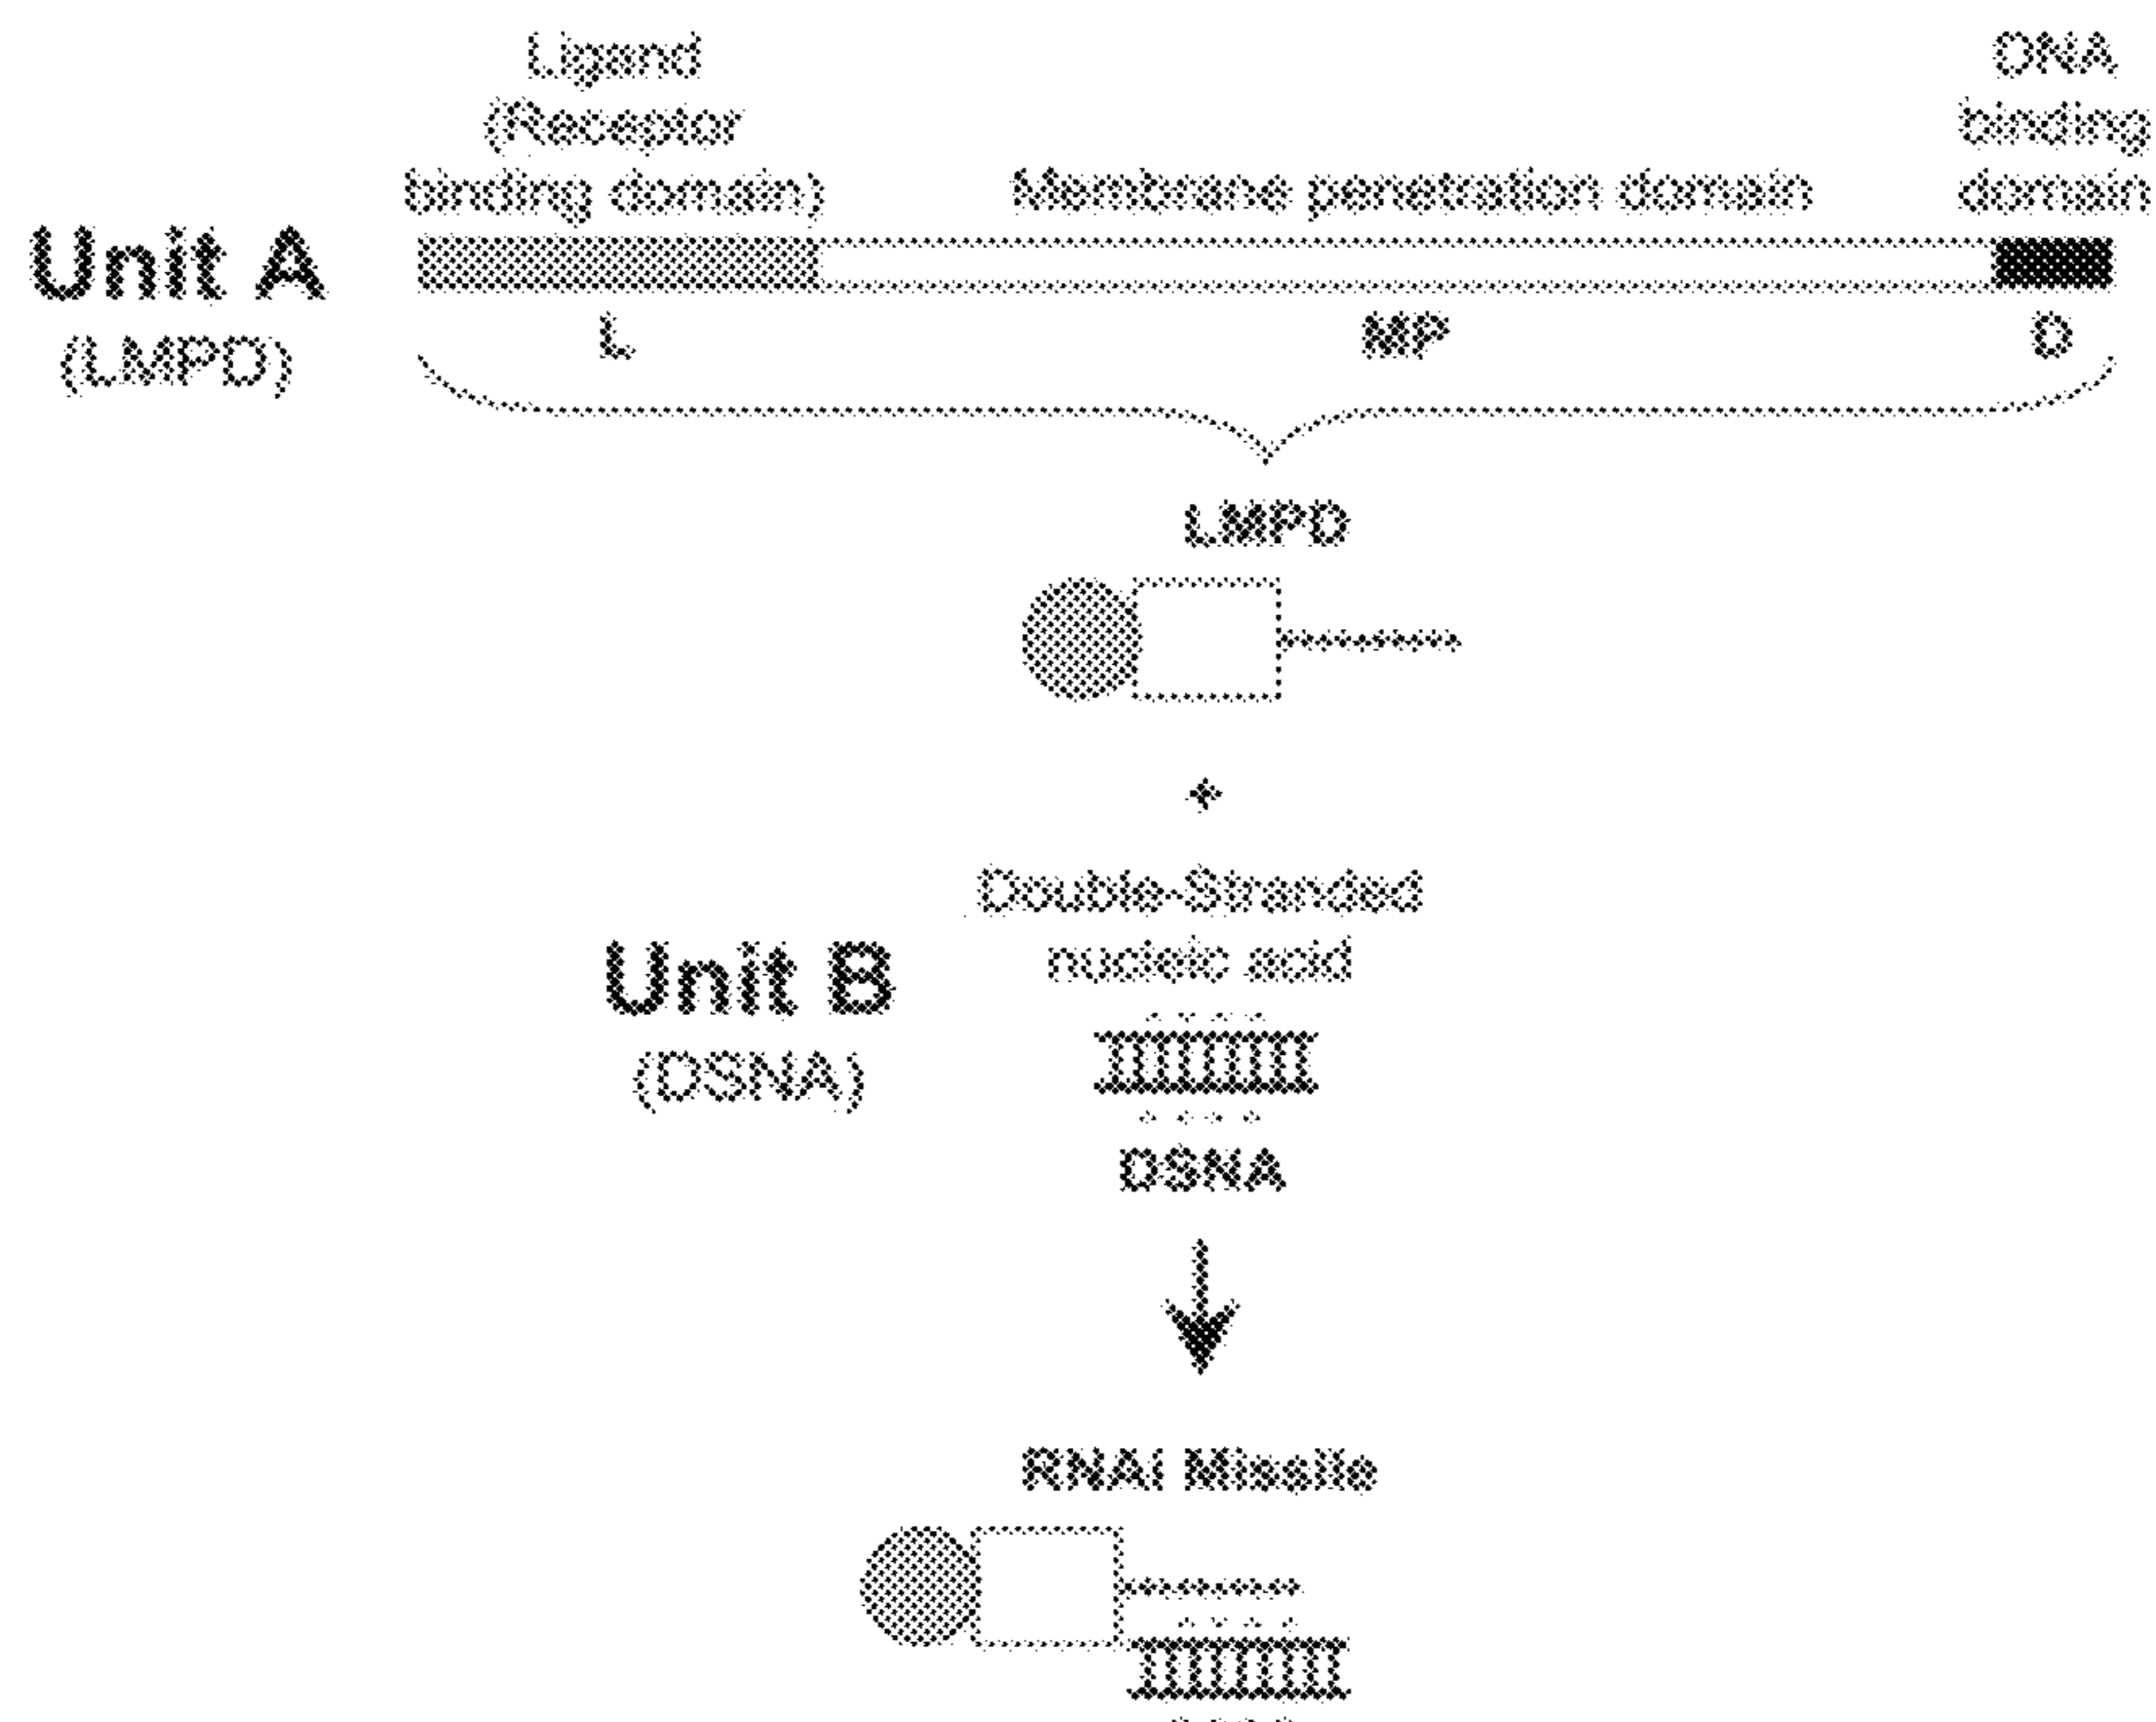 Ligand
(Receptor
binding domain)
Membrane penetration domain
DNA
binding
domain
Unit A
(LMPD)
L
MP
D
LMPD
+
Double-Stranded
nucleic acid
Unit B
(DSNA)
- - - -
DSNA
RNAi Missile